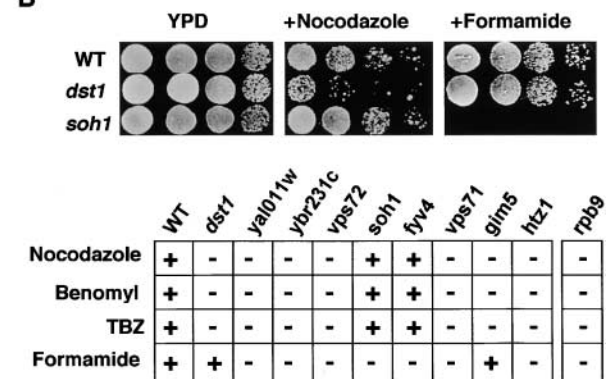 B
YPD +Nocodazole +Formamide
WT
dst1
soh1
WT dst1 yal011w ybr231c vps72 soh1 fyv4 vps71 gim5 htz1 rpb9
Nocodazole + - - - - + + - - - -
Benomyl + - - - - + + - - - -
TBZ + - - - - + + - - - -
Formamide + + - - - - - - + - -